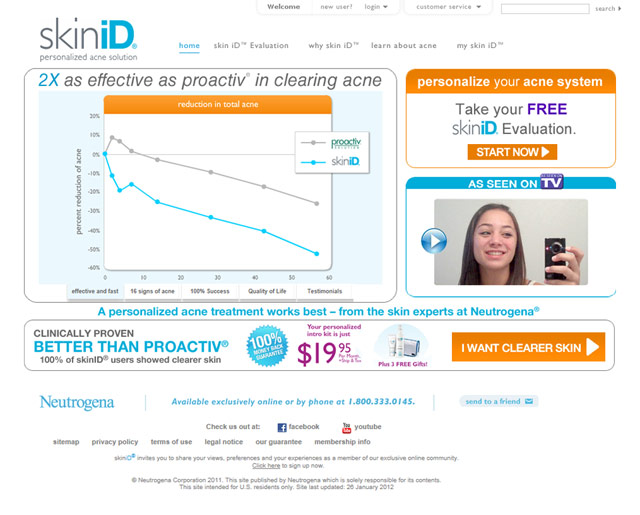 Welcome new user? login customer service search
skiniD®
personalized acne solution
home skin iD™ Evaluation why skin iD™ learn about acne my skin iD™
2X as effective as proactiv® in clearing acne
reduction in total acne
percent reduction of acne
20%
10%
0%
-10%
-20%
-30%
-40%
-50%
-60%
0 10 20 30 40 50 60
proactiv
SOLUTION
skiniD.
effective and fast 16 signs of acne 100% Success Quality of Life Testimonials
personalize your acne system
Take your FREE
skiniD. Evaluation.
START NOW
AS SEEN ON TV
A personalized acne treatment works best – from the skin experts at Neutrogena®
CLINICALLY PROVEN
BETTER THAN PROACTIV®
100% of skinID® users showed clearer skin
100%
MONEY BACK
GUARANTEE
Your personalized
intro kit is just
$19.95
Per Month,
+Ship & Tax
Plus 3 FREE Gifts!
I WANT CLEARER SKIN
Neutrogena
Available exclusively online or by phone at 1.800.333.0145.
send to a friend
Check us out at: facebook You Tube youtube
sitemap privacy policy terms of use legal notice our guarantee membership info
skiniD® invites you to share your views, preferences and your experiences as a member of our exclusive online community.
Click here to sign up now.
© Neutrogena Corporation 2011. This site published by Neutrogena which is solely responsible for its contents.
This site intended for U.S. residents only. Site last updated: 26 January 2012